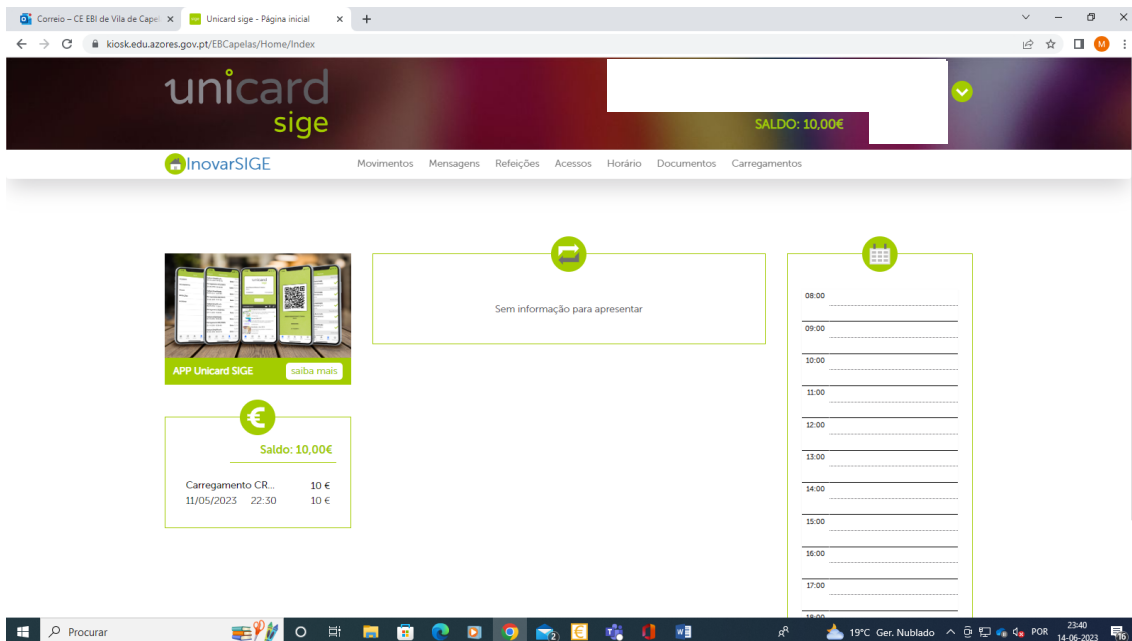 Correio – CE EBI de Vila de Capel
Unicard sige - Página inicial
kiosk.edu.azores.gov.pt/EBCapelas/Home/Index
M
unicard
sige
SALDO: 10,00€
InovarSIGE
Movimentos Mensagens Refeições Acessos Horário Documentos Carregamentos
APP Unicard SIGE saiba mais
€
Saldo: 10,00€
Carregamento CR... 10 €
11/05/2023 22:30 10 €
Sem informação para apresentar
08:00
09:00
10:00
11:00
12:00
13:00
14:00
15:00
16:00
17:00
18:00
Procurar
19°C Ger. Nublado
POR
23:40
14-06-2023